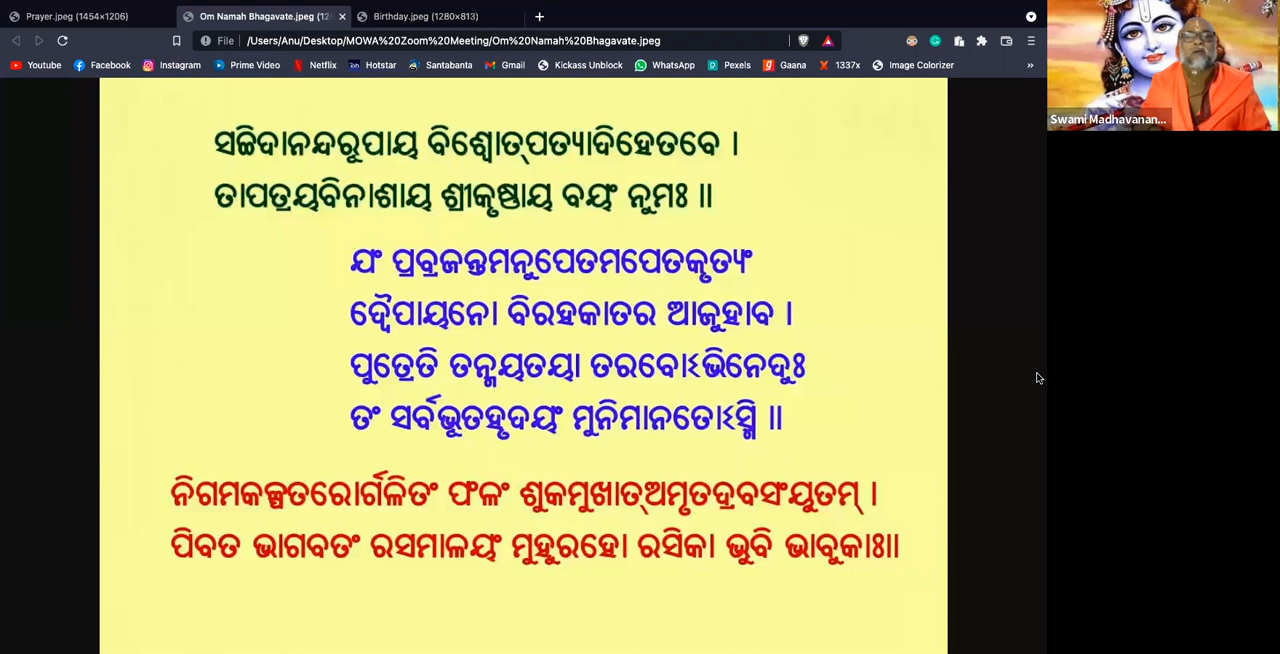 Prayer.jpeg (1454×1206)
Om Namah Bhagavate.jpeg (12
Birthday.jpeg (1280×813)
File
/Users/Anu/Desktop/MOWA%20Zoom%20Meeting/Om%20Namah%20Bhagavate.jpeg
Youtube Facebook Instagram Prime Video Netflix Hotstar Santabanta Gmail Kickass Unblock WhatsApp Pexels Gaana 1337x Image Colorizer »
Swami Madhavanan...
ସଚ୍ଚିଦାନନ୍ଦରୂପାୟ ବିଶ୍ୱୋତ୍‌ପତ୍ୟାଦିହେତବେ ।
ତାପତ୍ରୟବିନାଶାୟ ଶ୍ରୀକୃଷ୍ଣାୟ ବୟଂ ନୁମଃ ॥
ଯଂ ପ୍ରବ୍ରଜନ୍ତମନୁପେତମପେତକୃତ୍ୟଂ
ଦ୍ୱୈପାୟନୋ ବିରହକାତର ଆଜୁହାବ ।
ପୁତ୍ରେତି ତନ୍ମୟତୟା ତରବୋଽଭିନେଦୁଃ
ତଂ ସର୍ବଭୂତହୃଦୟଂ ମୁନିମାନତୋଽସ୍ମି ॥
ନିଗମକଳ୍ପତରୋର୍ଗଳିତଂ ଫଳଂ ଶୁକମୁଖାତ୍‌ଅମୃତଦ୍ରବସଂଯୁତମ୍ ।
ପିବତ ଭାଗବତଂ ରସମାଳୟଂ ମୁହୁରହୋ ରସିକା ଭୁବି ଭାବୁକାଃ॥